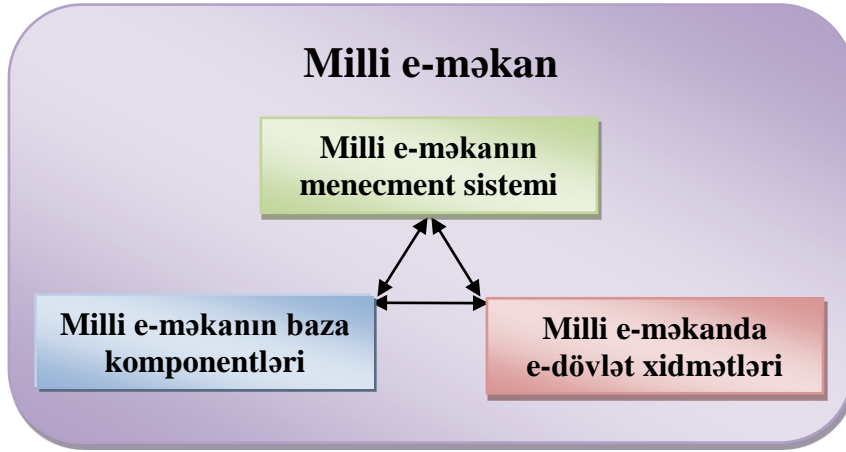 Milli e-məkan
Milli e-məkanın
menecment sistemi
Milli e-məkanın baza
komponentləri
Milli e-məkanda
e-dövlət xidmətləri